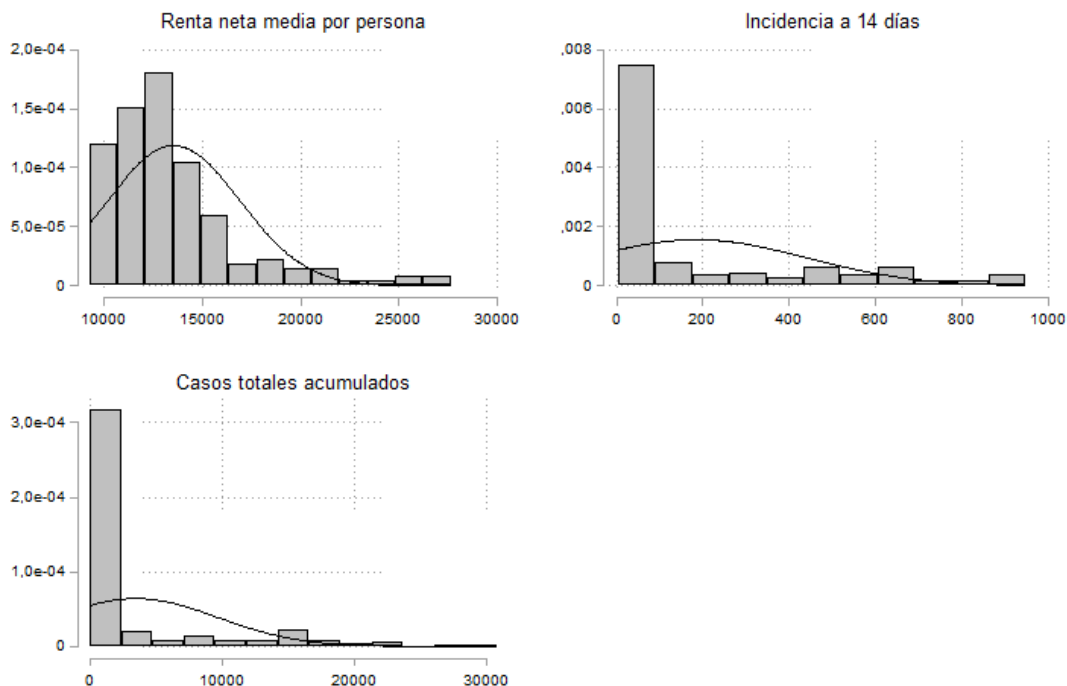 Renta neta media por persona
2,0e-04
1,5e-04
1,0e-04
5,0e-05
0
10000 15000 20000 25000 30000
Incidencia a 14 días
,008
,006
,004
,002
0
0 200 400 600 800 1000
Casos totales acumulados
3,0e-04
2,0e-04
1,0e-04
0
0 10000 20000 30000